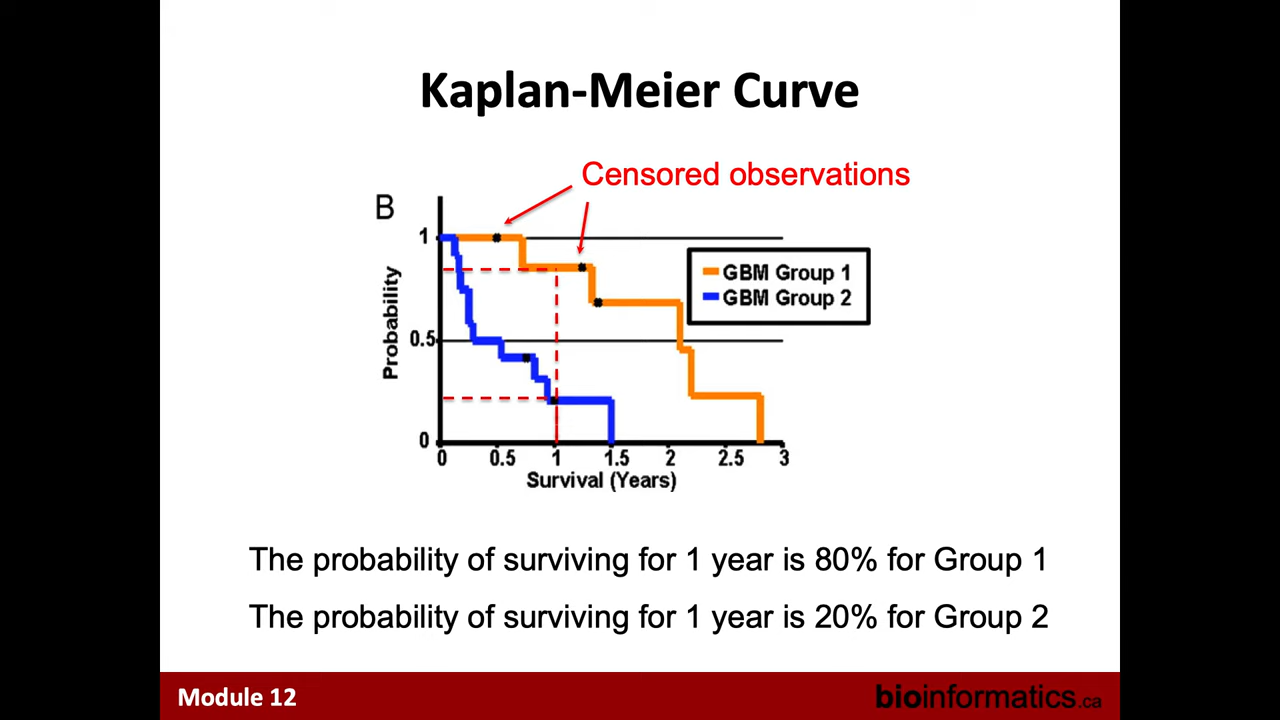 Kaplan-Meier Curve
Censored observations
B
1
0.5
0
Probability
GBM Group 1
GBM Group 2
0 0.5 1 1.5 2 2.5 3
Survival (Years)
The probability of surviving for 1 year is 80% for Group 1
The probability of surviving for 1 year is 20% for Group 2
Module 12
bioinformatics.ca